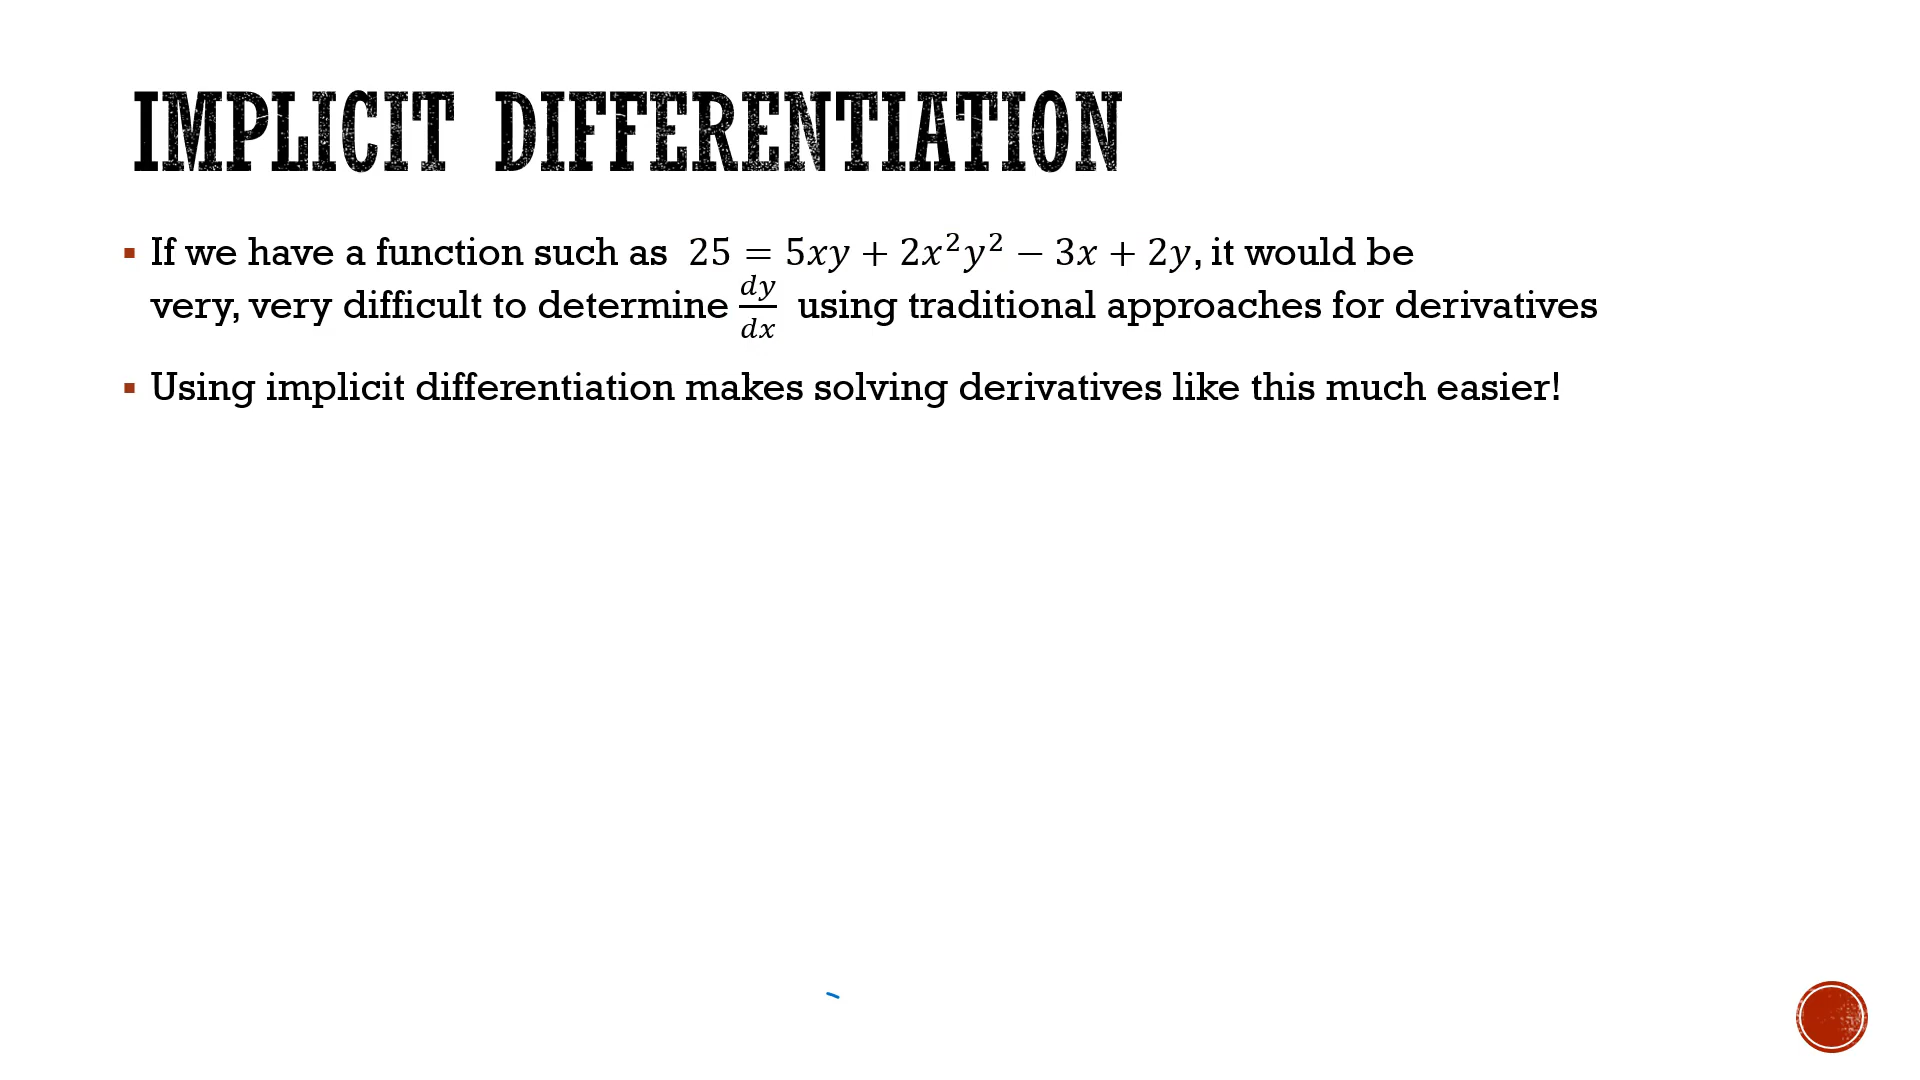 IMPLICIT DIFFERENTIATION
▪ If we have a function such as 25 = 5xy + 2x²y² − 3x + 2y, it would be
very, very difficult to determine dy/dx using traditional approaches for derivatives
▪ Using implicit differentiation makes solving derivatives like this much easier!